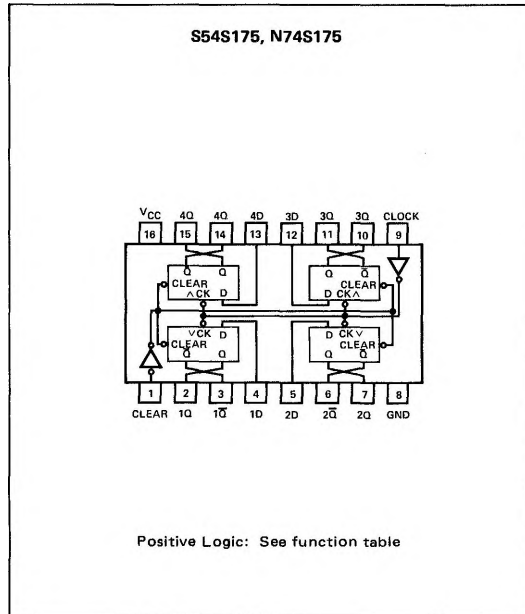 S54S175, N74S175
VCC 4Q 4Q 4D 3D 3Q 3Q CLOCK
16 15 14 13 12 11 10 9
Q Q Q Q̅
CLEAR CLEAR
CK D D CK
CK D D CK
CLEAR CLEAR
Q̅ Q Q Q̅
1 2 3 4 5 6 7 8
CLEAR 1Q 1Q̅ 1D 2D 2Q̅ 2Q GND
Positive Logic: See function table